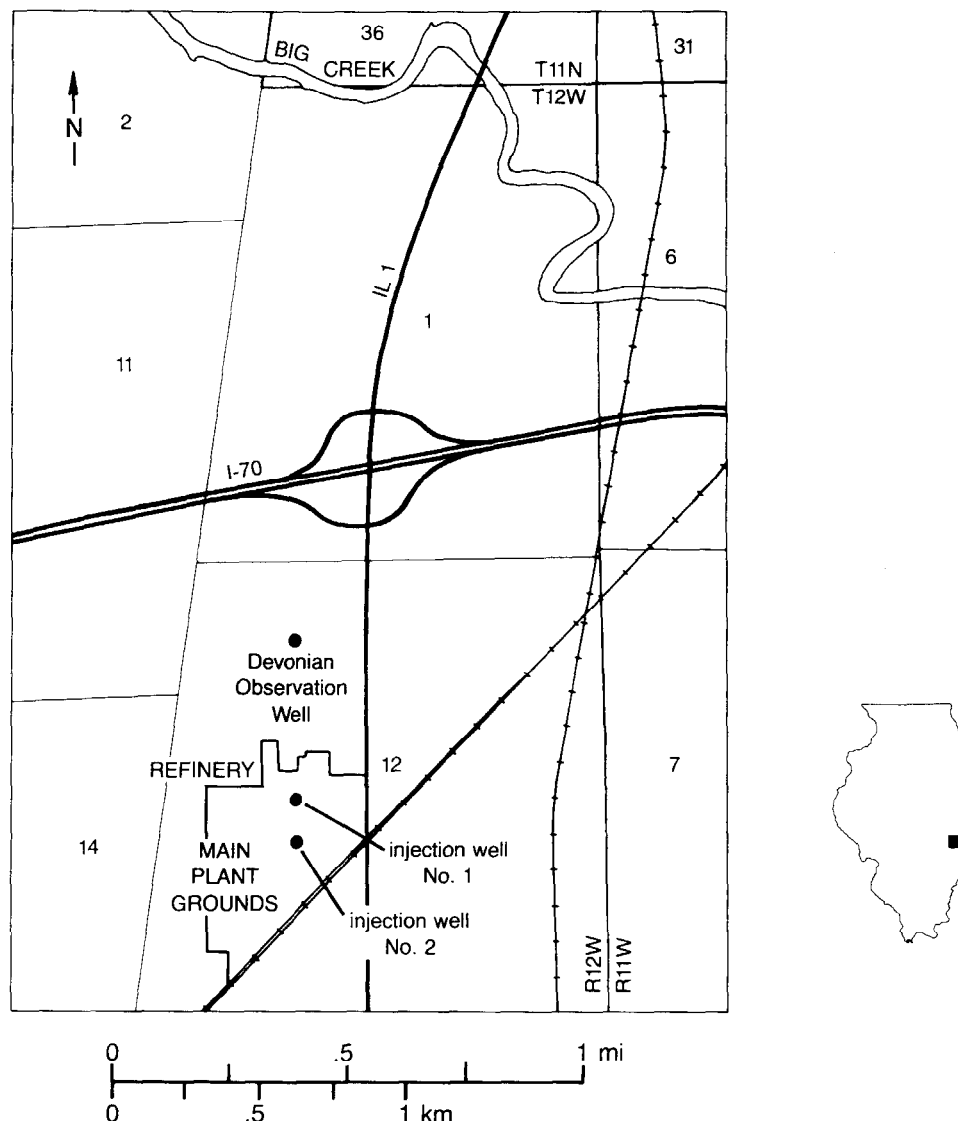 36
31
BIG
CREEK
T11N
T12W
N
2
6
IL 1
1
11
I-70
Devonian
Observation
Well
REFINERY
12
7
14
MAIN
PLANT
GROUNDS
injection well
No. 1
injection well
No. 2
R12W
R11W
0
.5
1 mi
0
.5
1 km